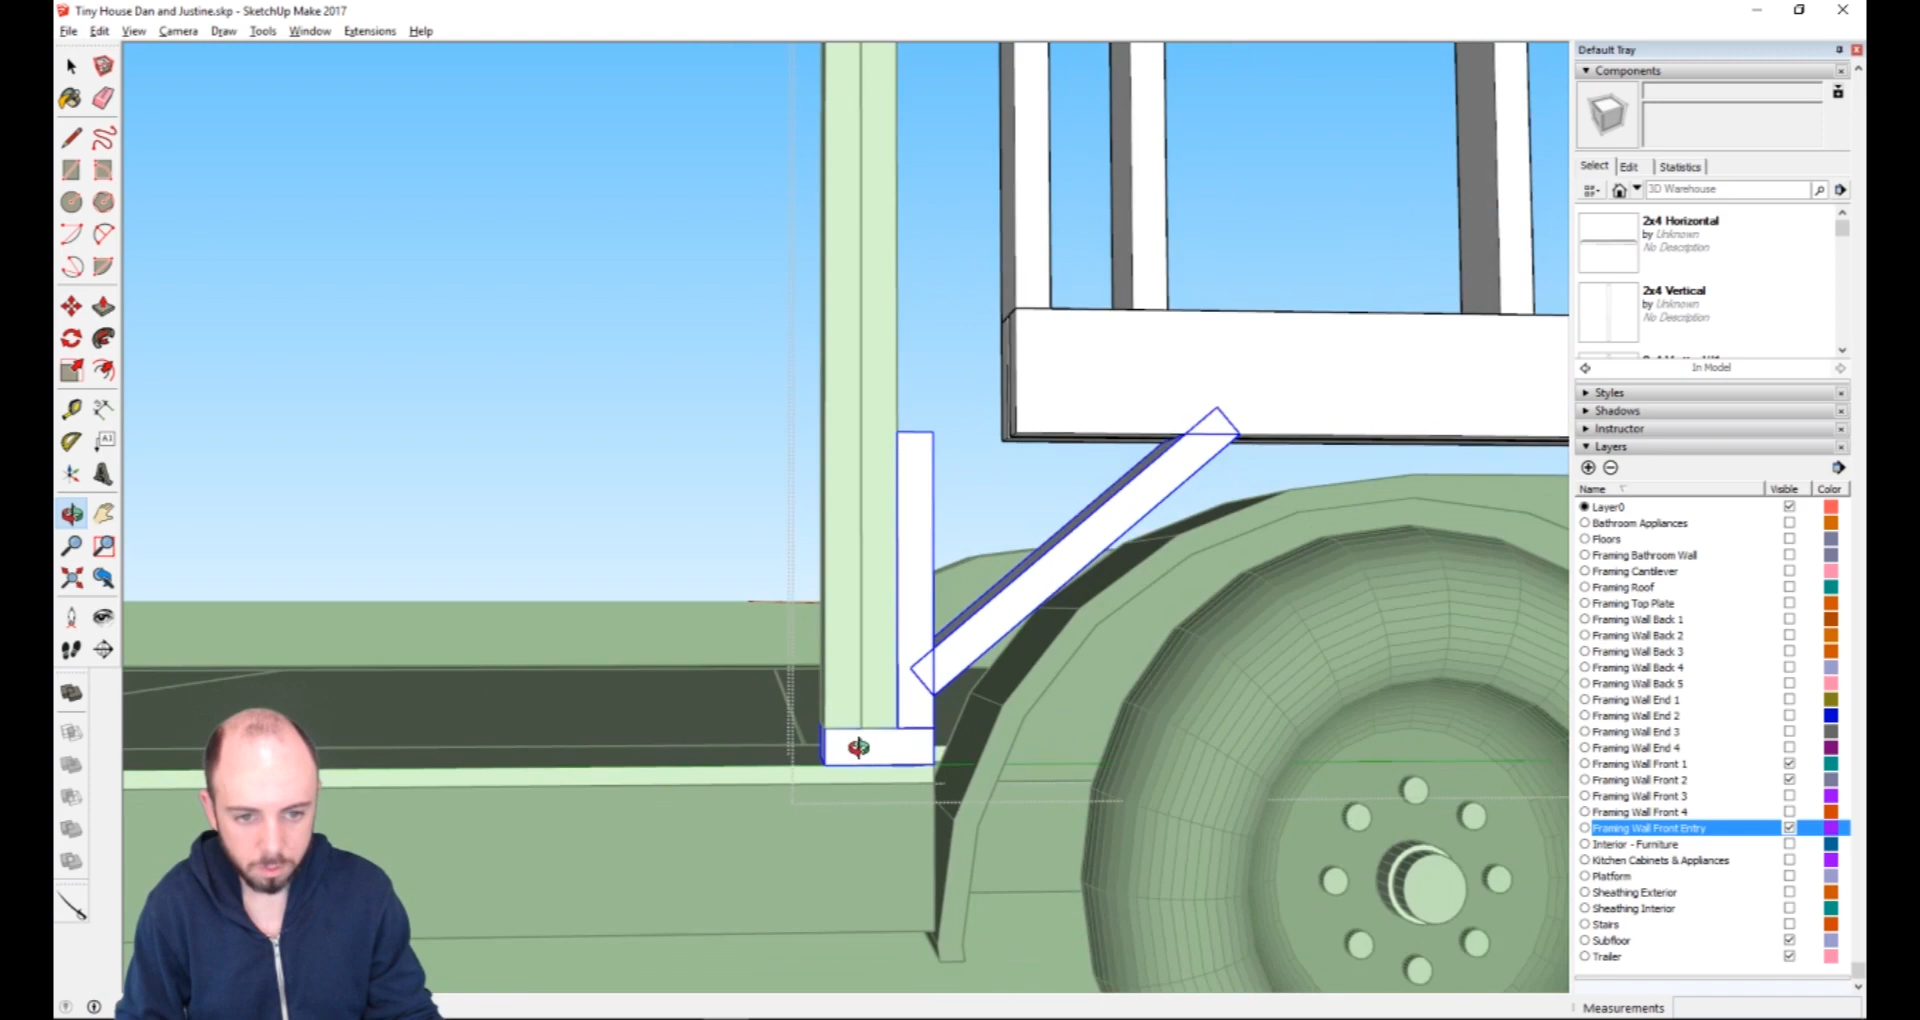 Tiny House Dan and Justine.skp - SketchUp Make 2017
File Edit View Camera Draw Tools Window Extensions Help
Default Tray
Components
Select Edit Statistics
3D Warehouse
2x4 Horizontal
by Unknown
No Description
2x4 Vertical
by Unknown
No Description
In Model
Styles
Shadows
Instructor
Layers
Name Visible Color
Layer0
Bathroom Appliances
Floors
Framing Bathroom Wall
Framing Cantilever
Framing Roof
Framing Top Plate
Framing Wall Back 1
Framing Wall Back 2
Framing Wall Back 3
Framing Wall Back 4
Framing Wall Back 5
Framing Wall End 1
Framing Wall End 2
Framing Wall End 3
Framing Wall End 4
Framing Wall Front 1
Framing Wall Front 2
Framing Wall Front 3
Framing Wall Front 4
Framing Wall Front Entry
Interior - Furniture
Kitchen Cabinets & Appliances
Platform
Sheathing Exterior
Sheathing Interior
Stairs
Subfloor
Trailer
Measurements